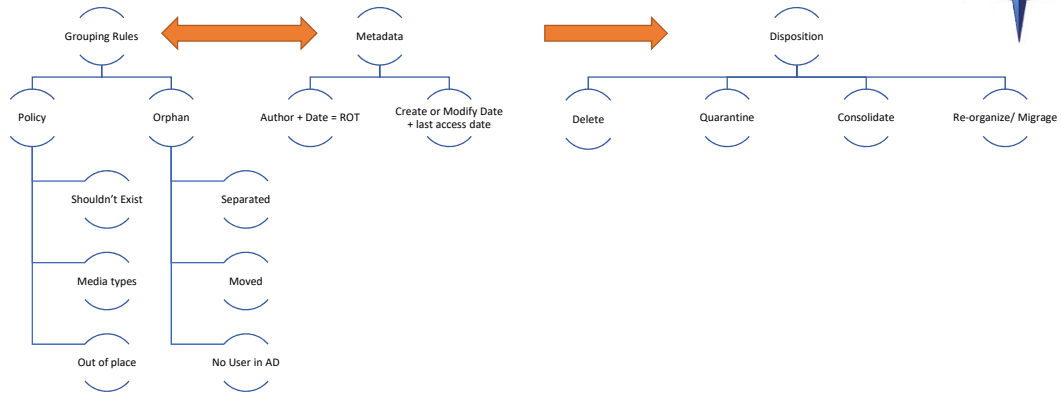 Grouping Rules
Metadata
Disposition
Policy
Orphan
Author + Date = ROT
Create or Modify Date
+ last access date
Delete
Quarantine
Consolidate
Re-organize/ Migrage
Shouldn't Exist
Separated
Media types
Moved
Out of place
No User in AD